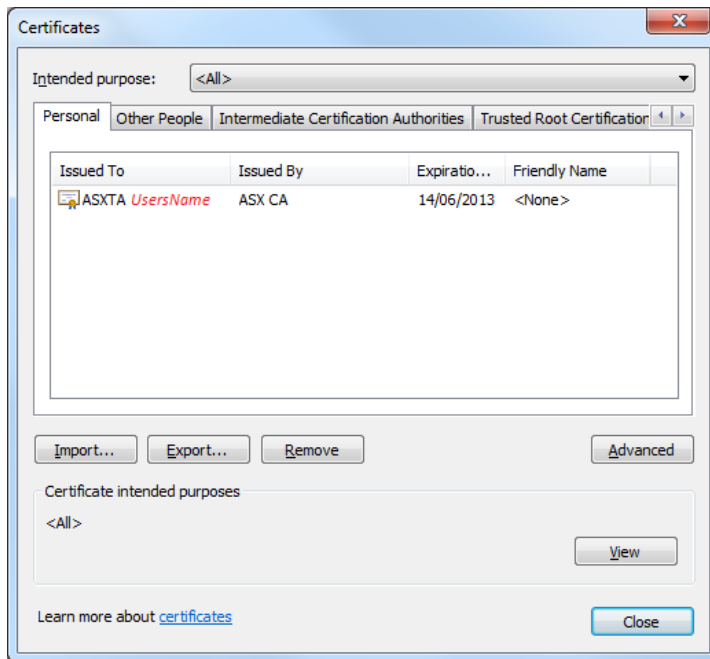 Certificates
Intended purpose: <All>
Personal Other People Intermediate Certification Authorities Trusted Root Certification
Issued To Issued By Expiratio... Friendly Name
ASXTA UsersName ASX CA 14/06/2013 <None>
Import... Export... Remove Advanced
Certificate intended purposes
<All>
View
Learn more about certificates
Close